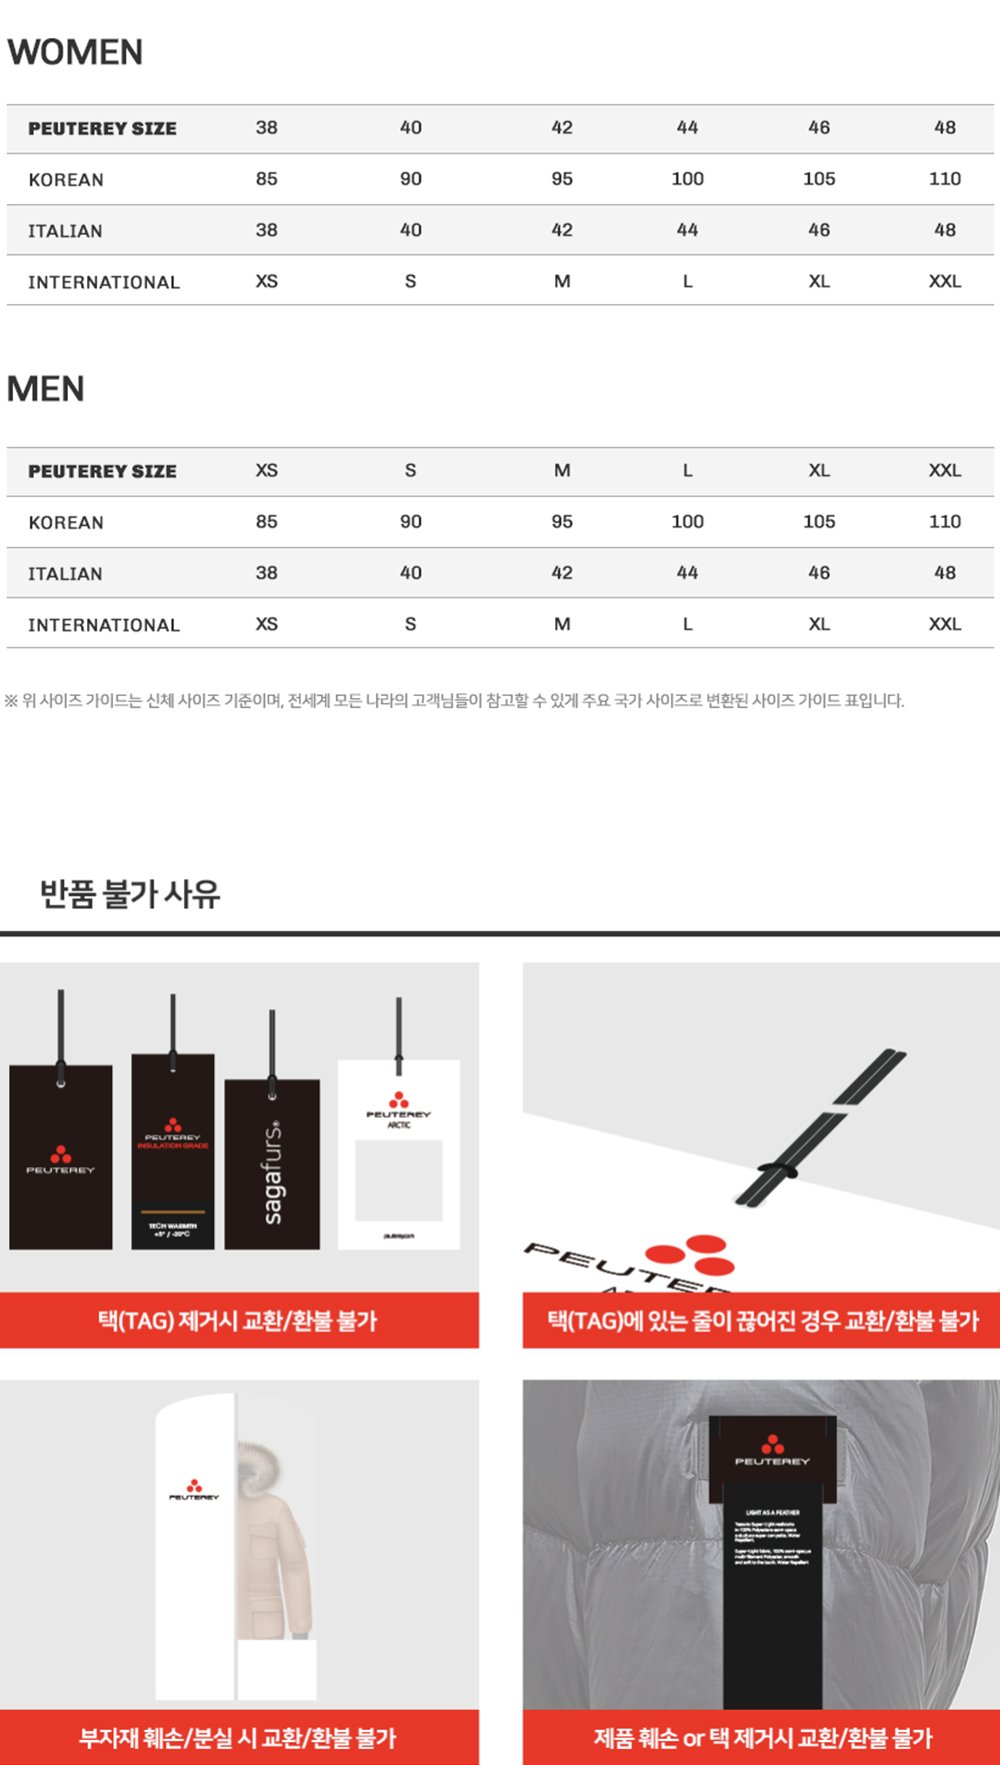 WOMEN
PEUTEREY SIZE 38 40 42 44 46 48
KOREAN 85 90 95 100 105 110
ITALIAN 38 40 42 44 46 48
INTERNATIONAL XS S M L XL XXL
MEN
PEUTEREY SIZE XS S M L XL XXL
KOREAN 85 90 95 100 105 110
ITALIAN 38 40 42 44 46 48
INTERNATIONAL XS S M L XL XXL
※ 위 사이즈 가이드는 신체 사이즈 기준이며, 전세계 모든 나라의 고객님들이 참고할 수 있게 주요 국가 사이즈로 변환된 사이즈 가이드 표입니다.
반품 불가 사유
PEUTEREY
PEUTEREY
INSULATION GRADE
TECH WARMTH
+5° / -20°C
sagafurs®
PEUTEREY
ARCTIC
peuterey.com
PEUTEREY
택(TAG) 제거시 교환/환불 불가
택(TAG)에 있는 줄이 끊어진 경우 교환/환불 불가
PEUTEREY
PEUTEREY
LIGHT AS A FEATHER
부자재 훼손/분실 시 교환/환불 불가
제품 훼손 or 택 제거시 교환/환불 불가